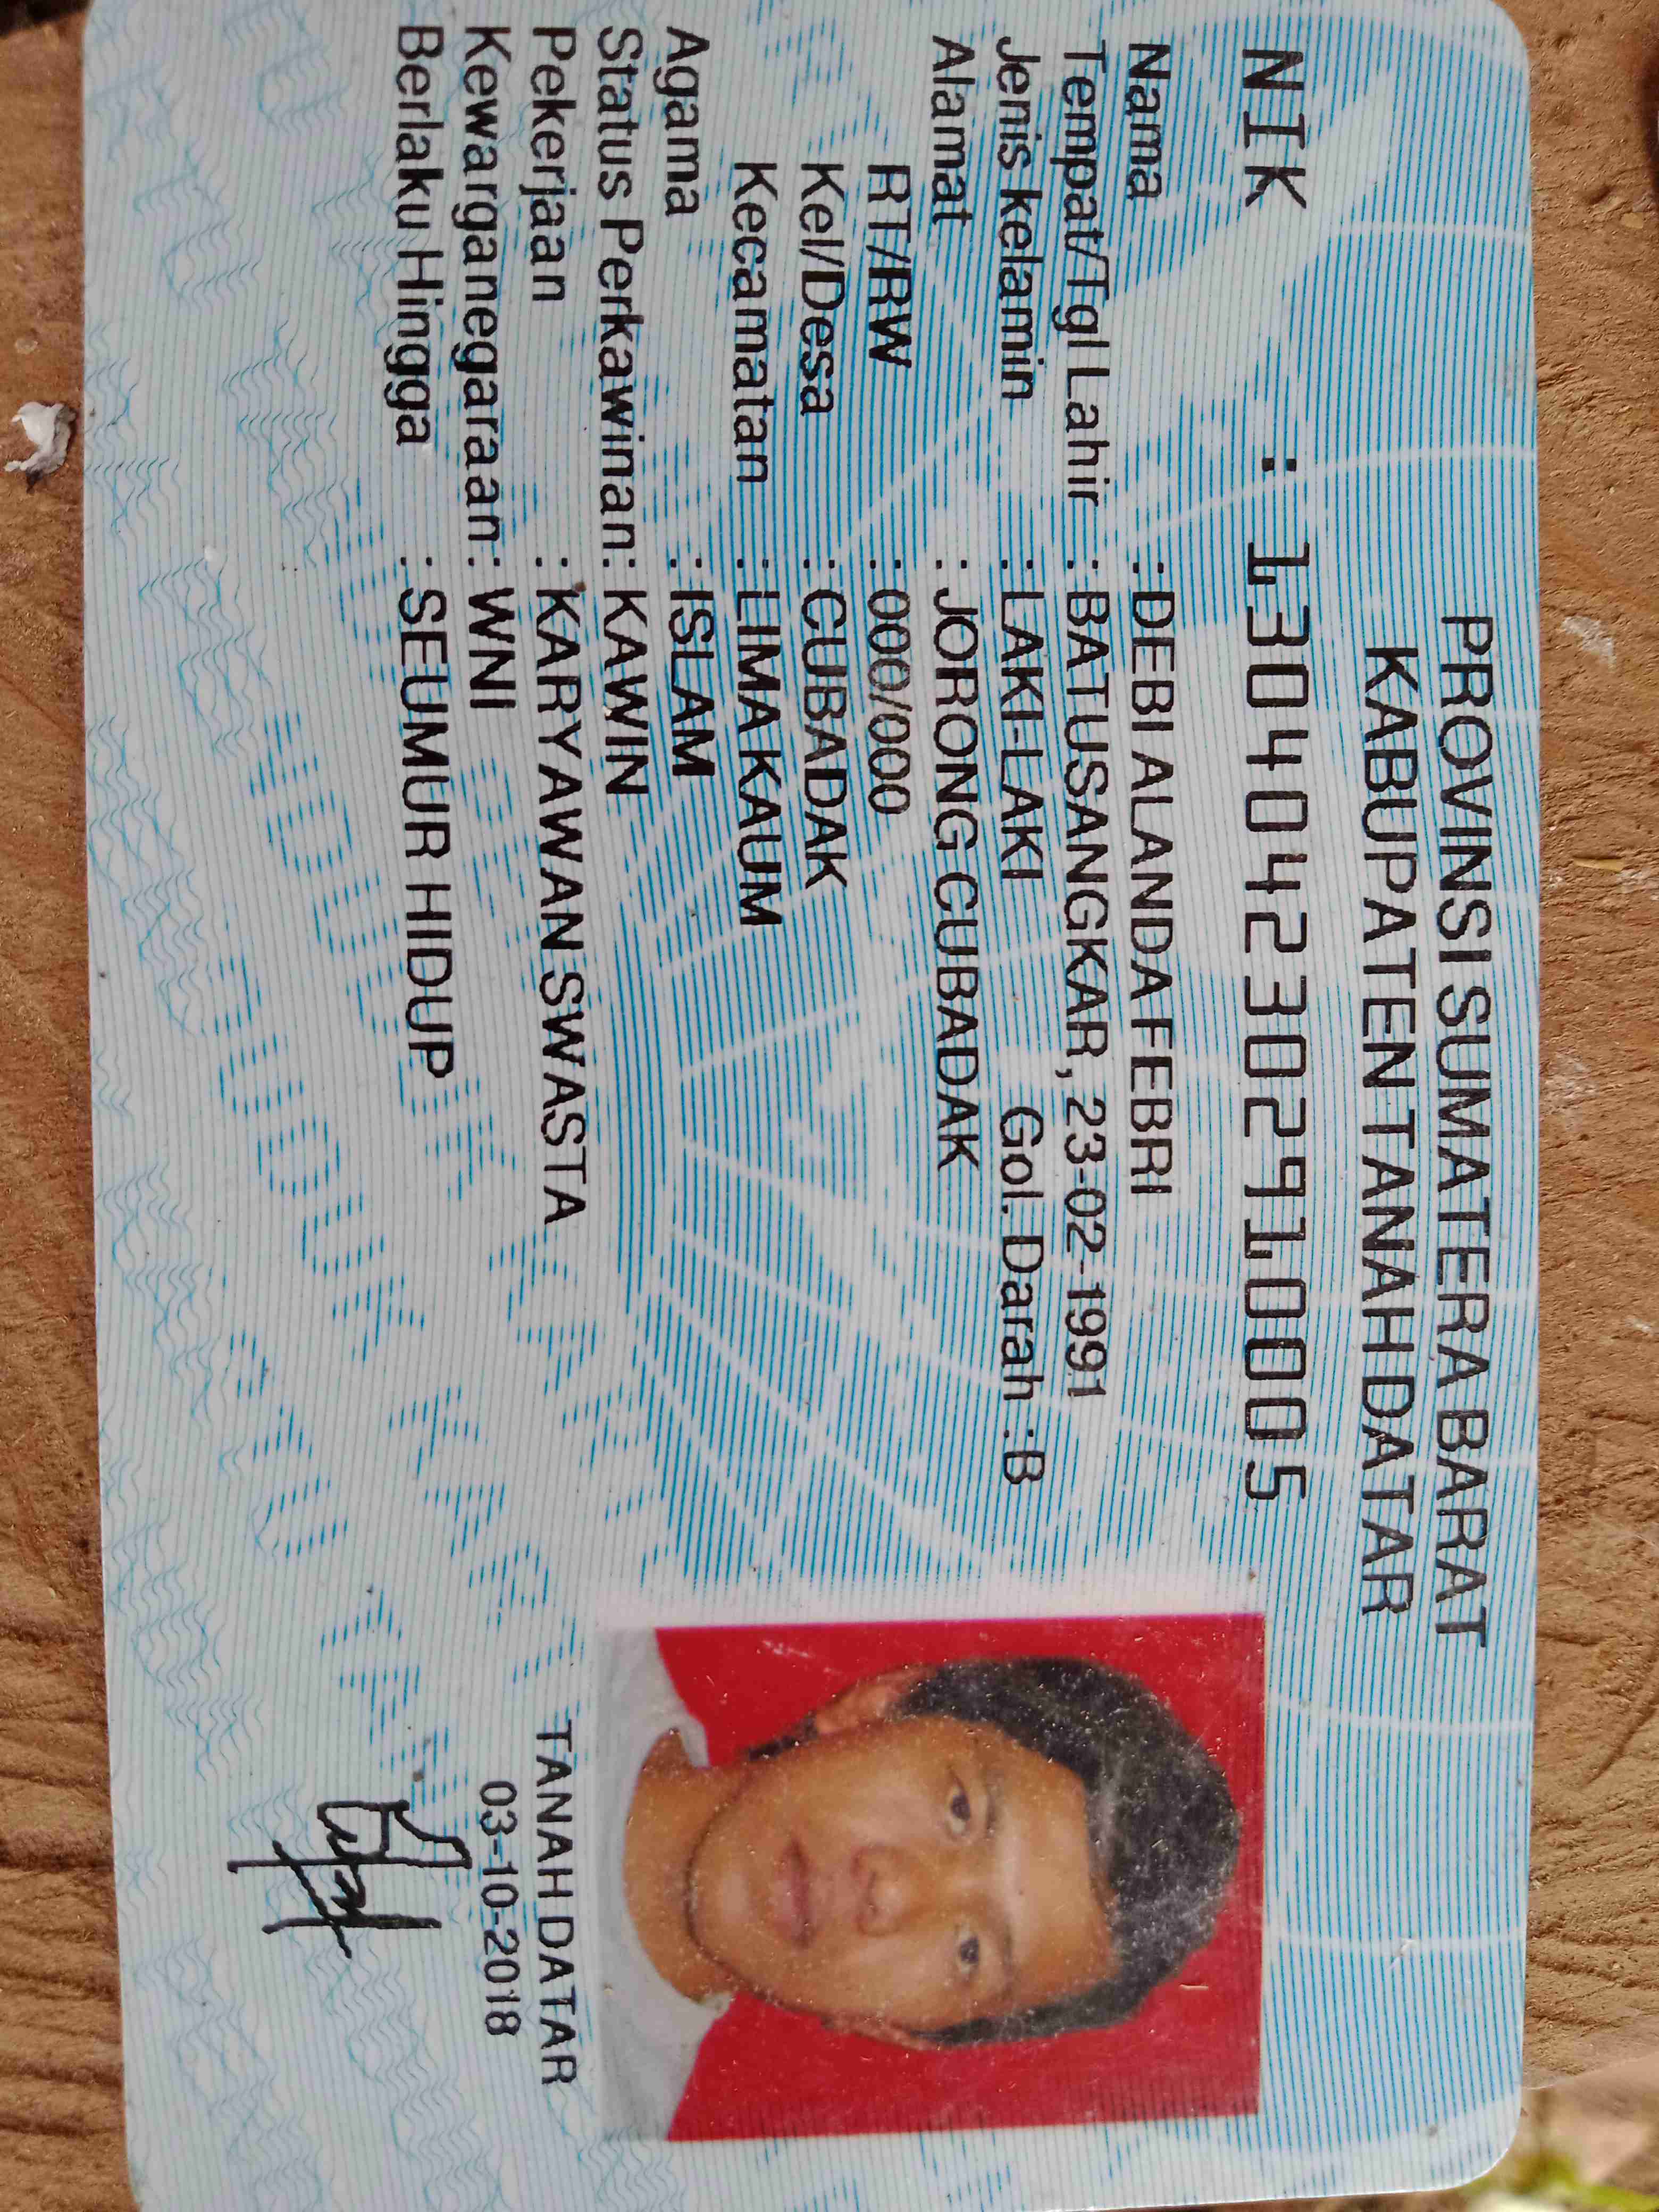 PROVINSI SUMATERA BARAT
KABUPATEN TANAH DATAR
NIK : 1304042302910005
Nama : DEBI ALANDA FEBRI
Tempat/Tgl Lahir : BATUSANGKAR, 23-02-1991
Jenis kelamin : LAKI-LAKI Gol. Darah : B
Alamat : JORONG CUBADAK
RT/RW : 000/000
Kel/Desa : CUBADAK
Kecamatan : LIMA KAUM
Agama : ISLAM
Status Perkawinan: KAWIN
Pekerjaan : KARYAWAN SWASTA
Kewarganegaraan: WNI
Berlaku Hingga : SEUMUR HIDUP
TANAH DATAR
03-10-2018